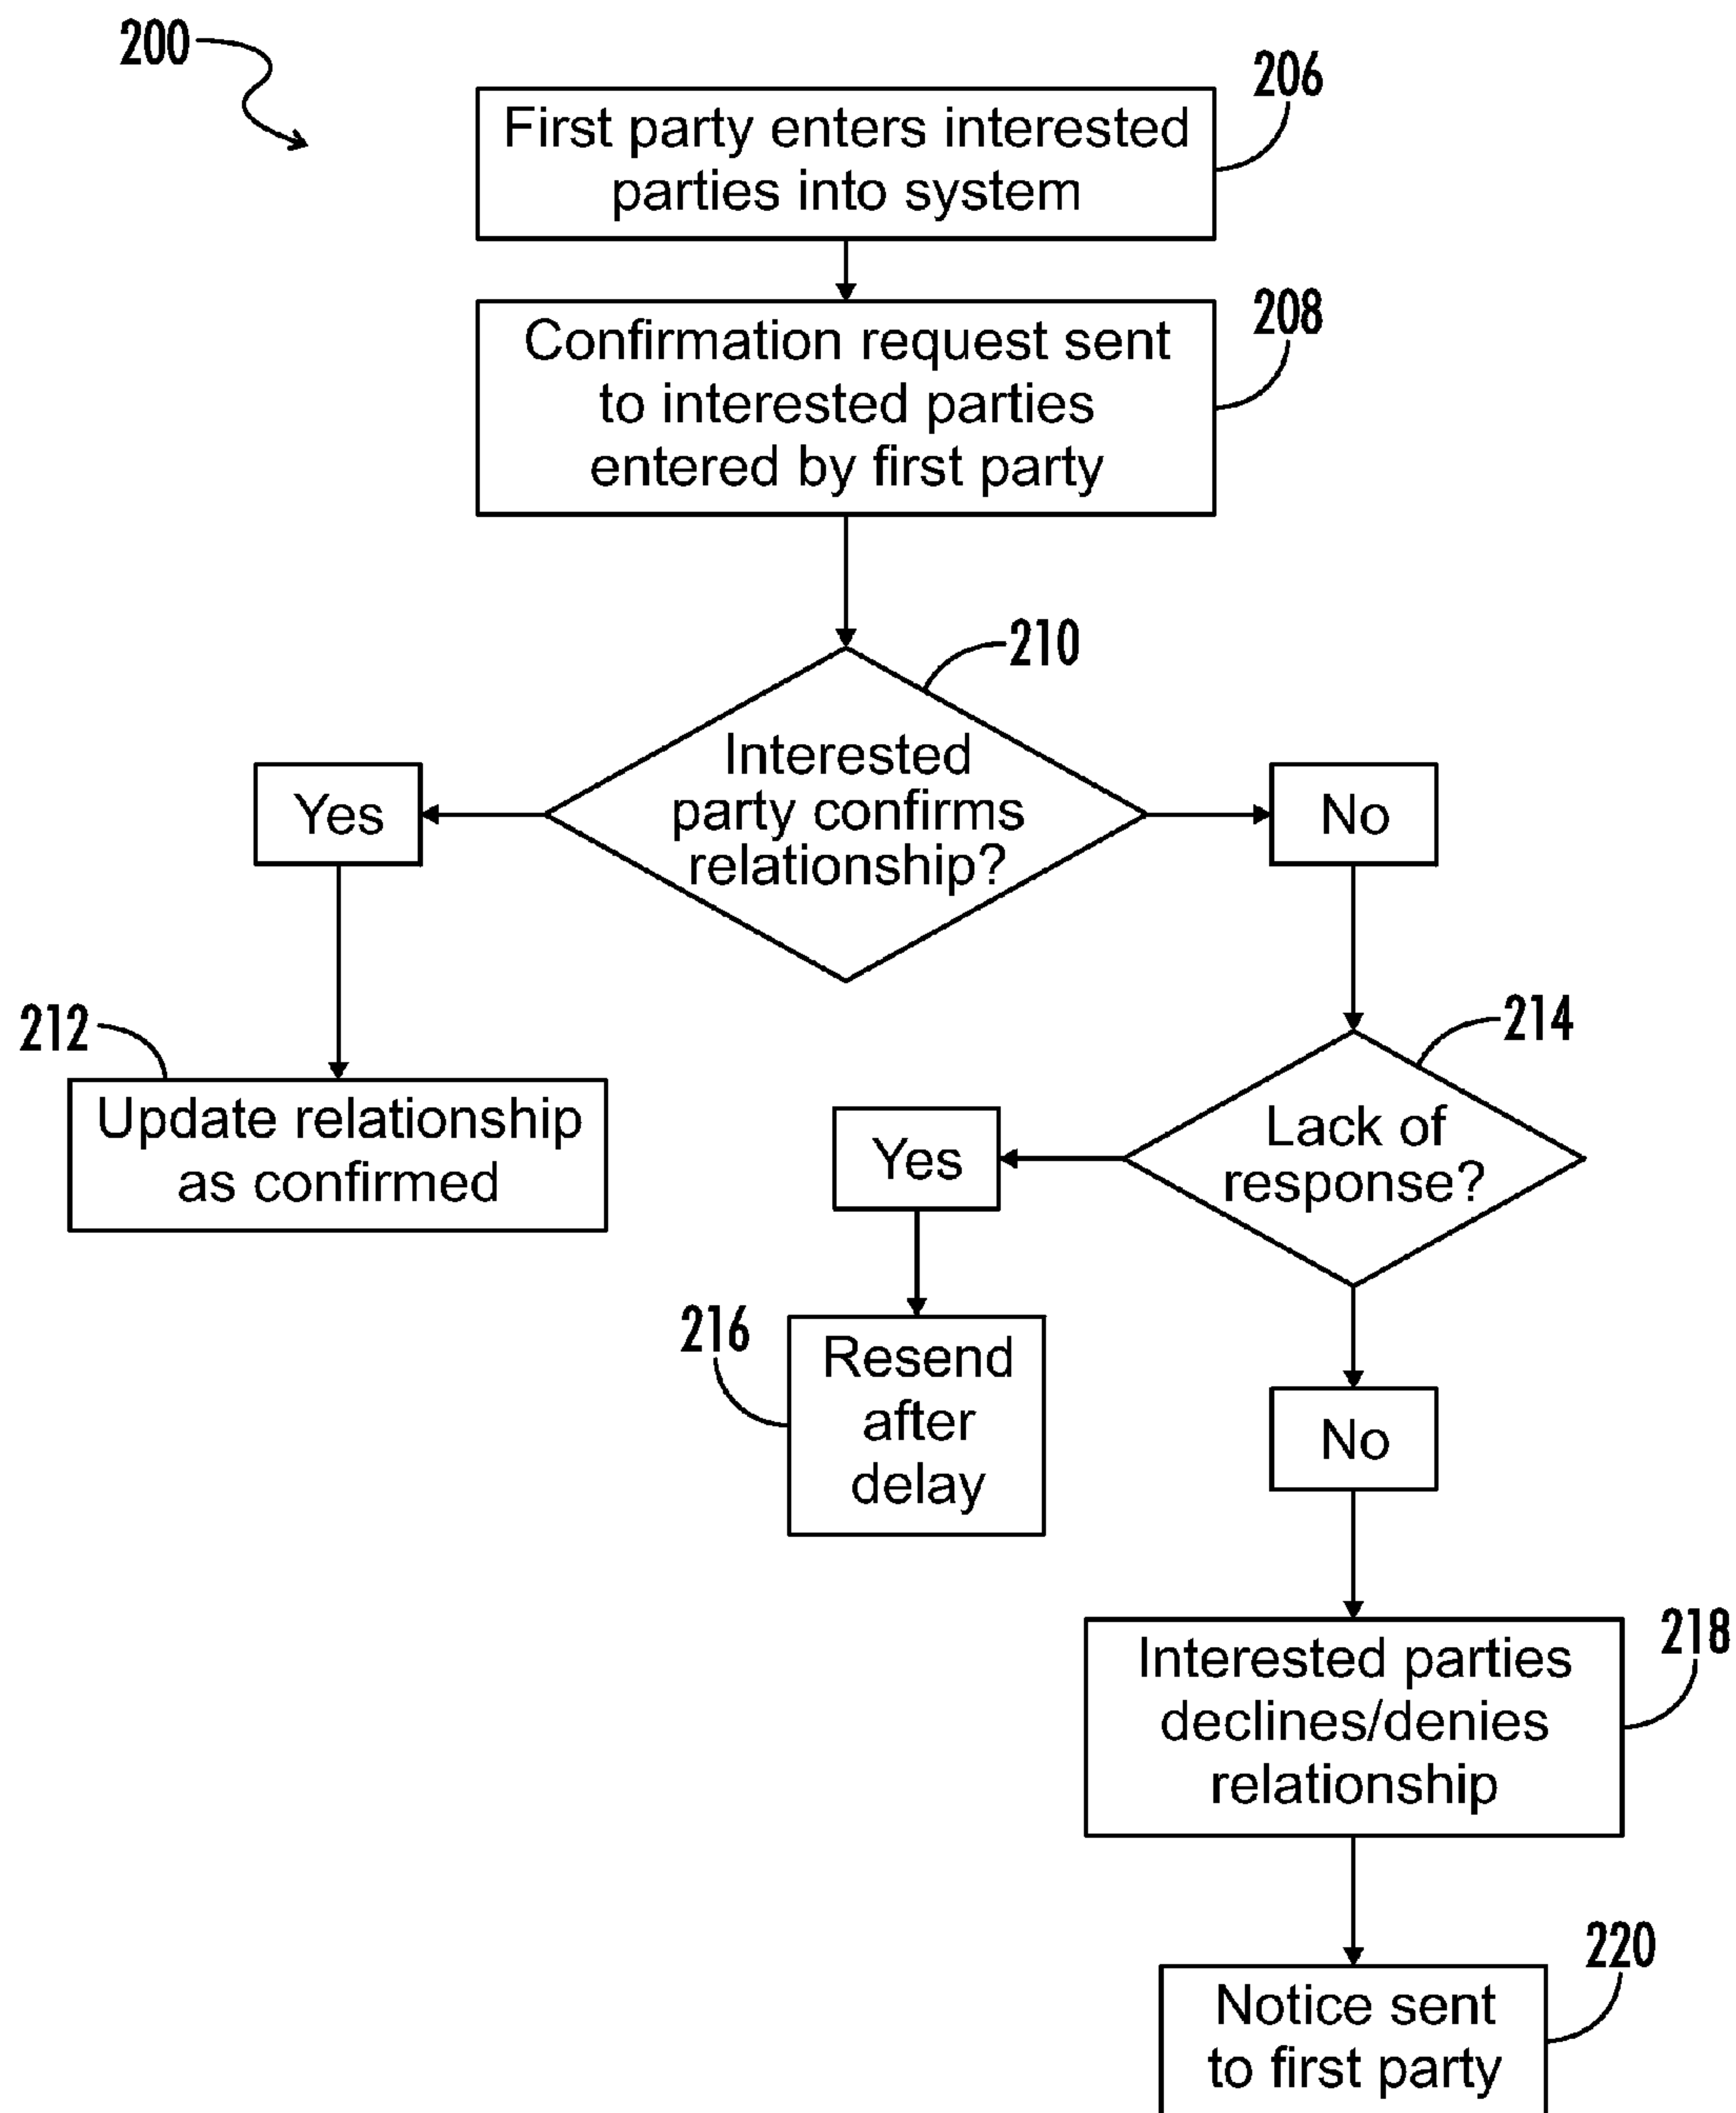 200
206
First party enters interested
parties into system
208
Confirmation request sent
to interested parties
entered by first party
210
Interested
party confirms
relationship?
Yes
No
212
Update relationship
as confirmed
214
Lack of
response?
Yes
216
Resend
after
delay
No
218
Interested parties
declines/denies
relationship
220
Notice sent
to first party